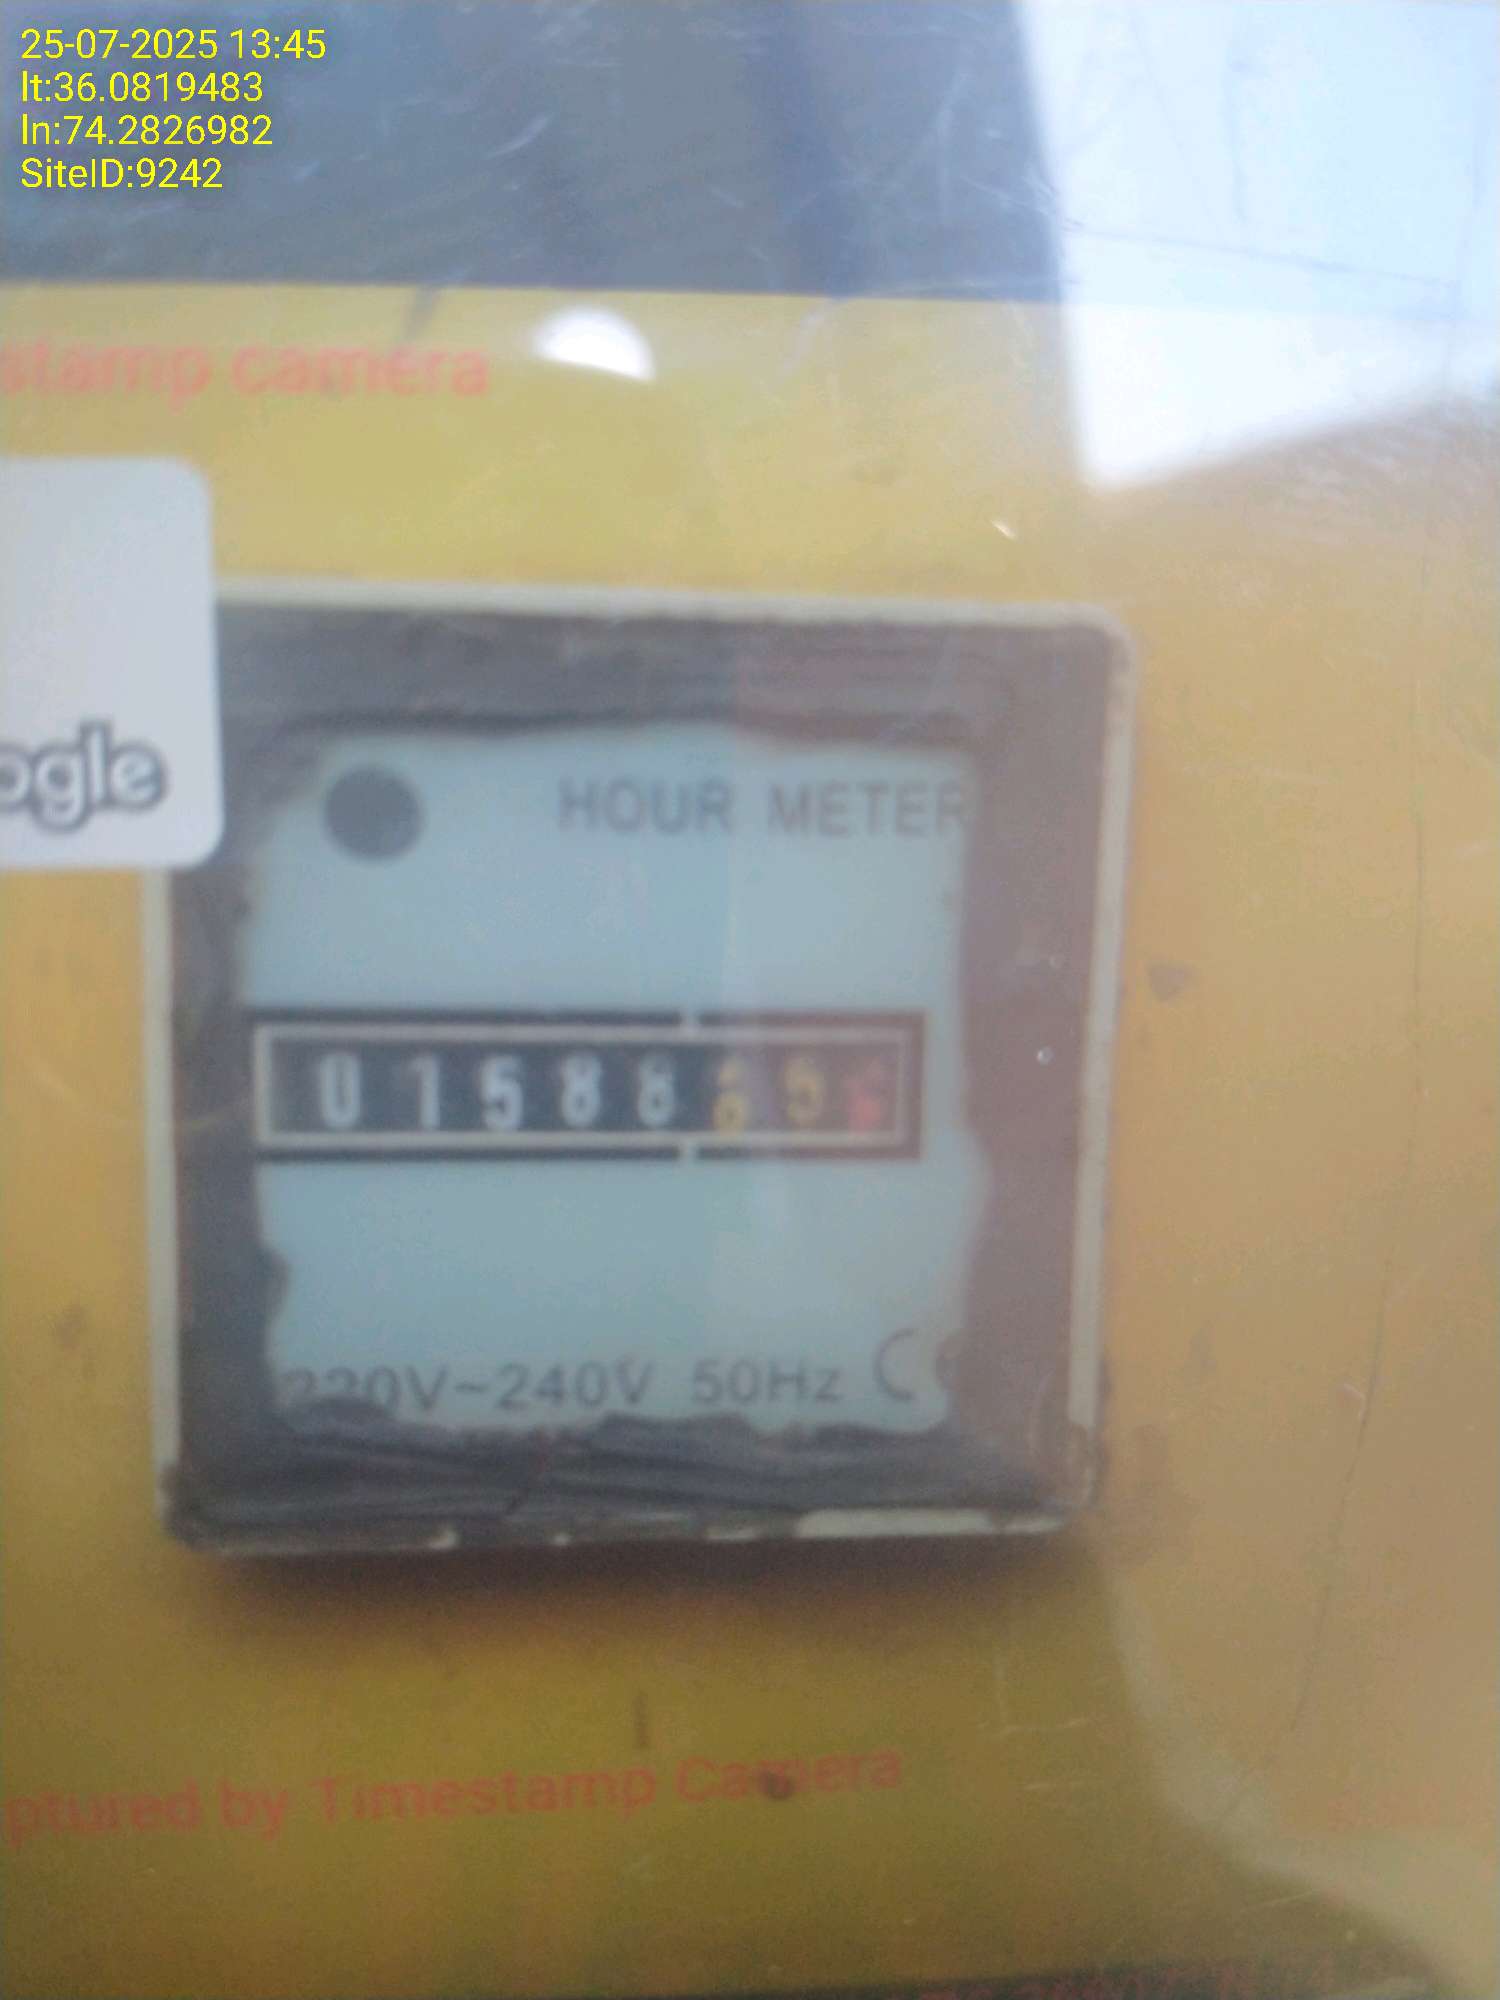 25-07-2025 13:45
lt:36.0819483
ln:74.2826982
SiteID:9242
stamp camera
ogle
HOUR METER
01588
220V~240V 50Hz C
ptured by Timestamp Camera